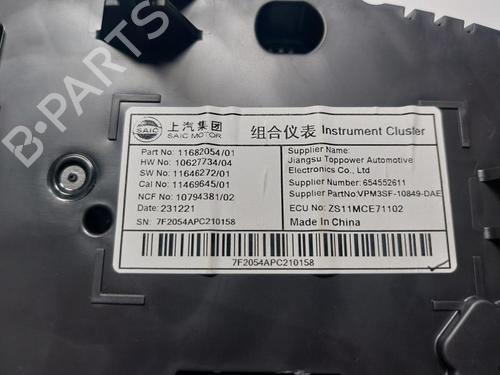 B-PARTS
SAIC
上汽集团
SAIC MOTOR
组合仪表 Instrument Cluster
Part No: 11682054/01
HW No: 10627734/04
SW No: 11646272/01
Cal No: 11469645/01
NCF No: 10794381/02
Date: 231221
SN: 7F2054APC210158
Supplier Name:
Jiangsu Toppower Automotive
Electronics Co., Ltd
Supplier Number: 654552611
Supplier PartNo:VPM3SF-10849-DAE
ECU No: ZS11MCE71102
Made In China
7F2054APC210158